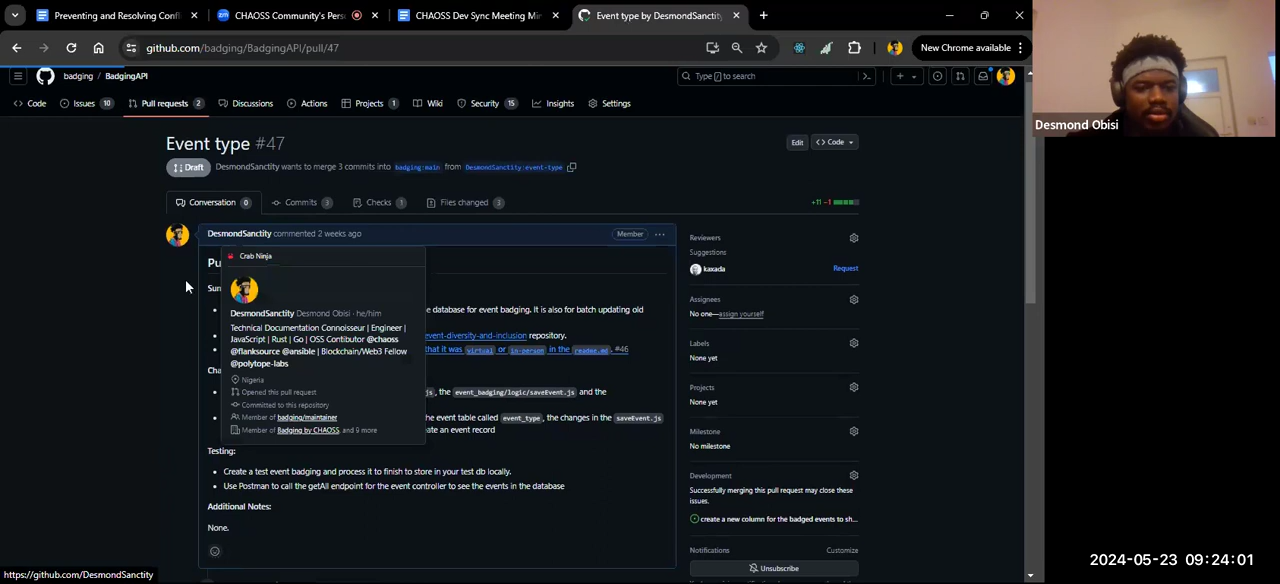 Preventing and Resolving Confl
CHAOSS Community's Pers
CHAOSS Dev Sync Meeting Min
Event type by DesmondSanctity
github.com/badging/BadgingAPI/pull/47
New Chrome available
badging / BadgingAPI
Type / to search
Code
Issues 10
Pull requests 2
Discussions
Actions
Projects 1
Wiki
Security 15
Insights
Settings
Event type #47
Edit
<> Code
Draft
DesmondSanctity wants to merge 3 commits into badging:main from DesmondSanctity:event-type
Conversation 0
Commits 3
Checks 1
Files changed 3
+11 −1
DesmondSanctity commented 2 weeks ago
Member
Pu
Crab Ninja
Sum
DesmondSanctity Desmond Obisi · he/him
Technical Documentation Connoisseur | Engineer |
JavaScript | Rust | Go | OSS Contibutor @chaoss
@flanksource @ansible | Blockchain/Web3 Fellow
@polytope-labs
Nigeria
Opened this pull request
Committed to this repository
Member of badging/maintainer
Member of Badging by CHAOSS, and 9 more
e database for event badging. It is also for batch updating old
event-diversity-and-inclusion repository.
that it was virtual or in-person in the readme.md. #46
Cha
js, the event_badging/logic/saveEvent.js and the
he event table called event_type, the changes in the saveEvent.js
ate an event record
Testing:
Create a test event badging and process it to finish to store in your test db locally.
Use Postman to call the getAll endpoint for the event controller to see the events in the database
Additional Notes:
None.
Reviewers
Suggestions
kaxada
Request
Assignees
No one—assign yourself
Labels
None yet
Projects
None yet
Milestone
No milestone
Development
Successfully merging this pull request may close these
issues.
create a new column for the badged events to sh...
Notifications
Customize
Unsubscribe
https://github.com/DesmondSanctity
Desmond Obisi
2024-05-23 09:24:01